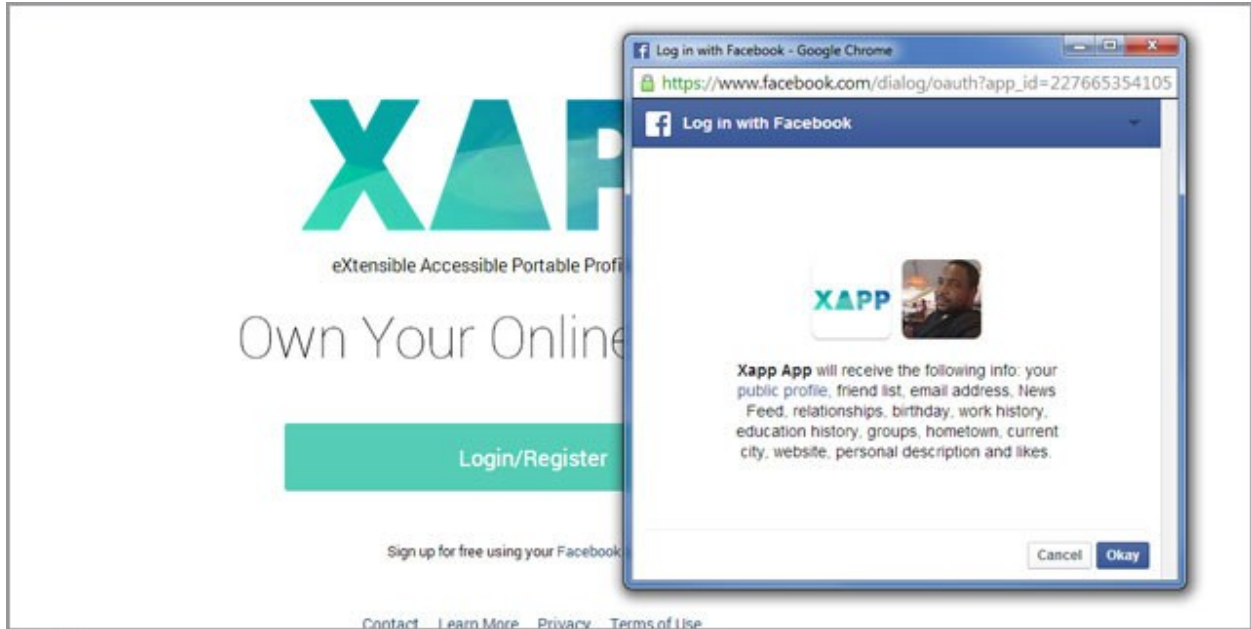 XAPP
eXtensible Accessible Portable Profi
Own Your Online
Login/Register
Sign up for free using your Facebook
Contact Learn More Privacy Terms of Use
Log in with Facebook - Google Chrome
https://www.facebook.com/dialog/oauth?app_id=227665354105
Log in with Facebook
XAPP
Xapp App will receive the following info: your
public profile, friend list, email address, News
Feed, relationships, birthday, work history,
education history, groups, hometown, current
city, website, personal description and likes.
Cancel Okay